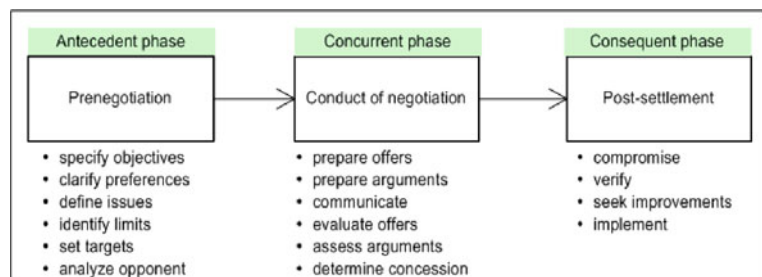 Antecedent phase
Prenegotiation
• specify objectives
• clarify preferences
• define issues
• identify limits
• set targets
• analyze opponent
Concurrent phase
Conduct of negotiation
• prepare offers
• prepare arguments
• communicate
• evaluate offers
• assess arguments
• determine concession
Consequent phase
Post-settlement
• compromise
• verify
• seek improvements
• implement